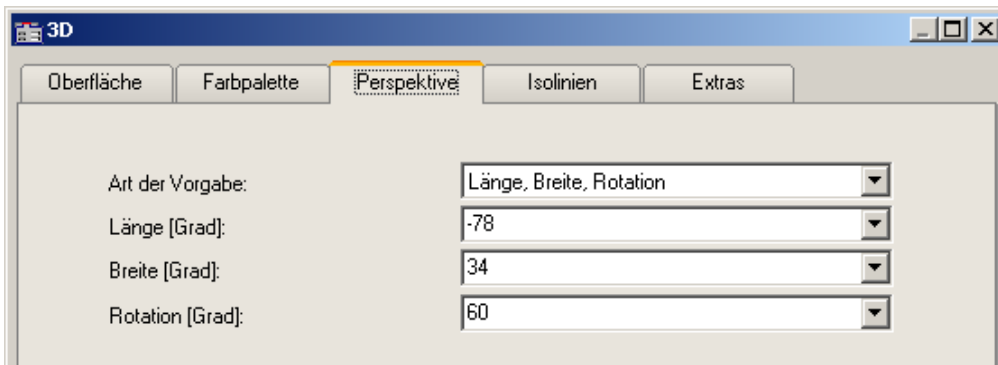 3D
Oberfläche Farbpalette Perspektive Isolinien Extras
Art der Vorgabe: Länge, Breite, Rotation
Länge [Grad]: -78
Breite [Grad]: 34
Rotation [Grad]: 60